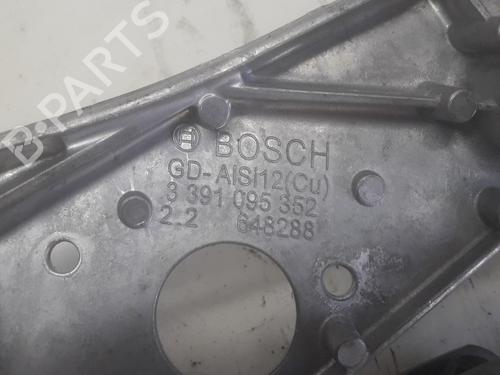 B-PARTS
BOSCH
GD-AlSi12(Cu)
3 391 095 352
2.2 648288